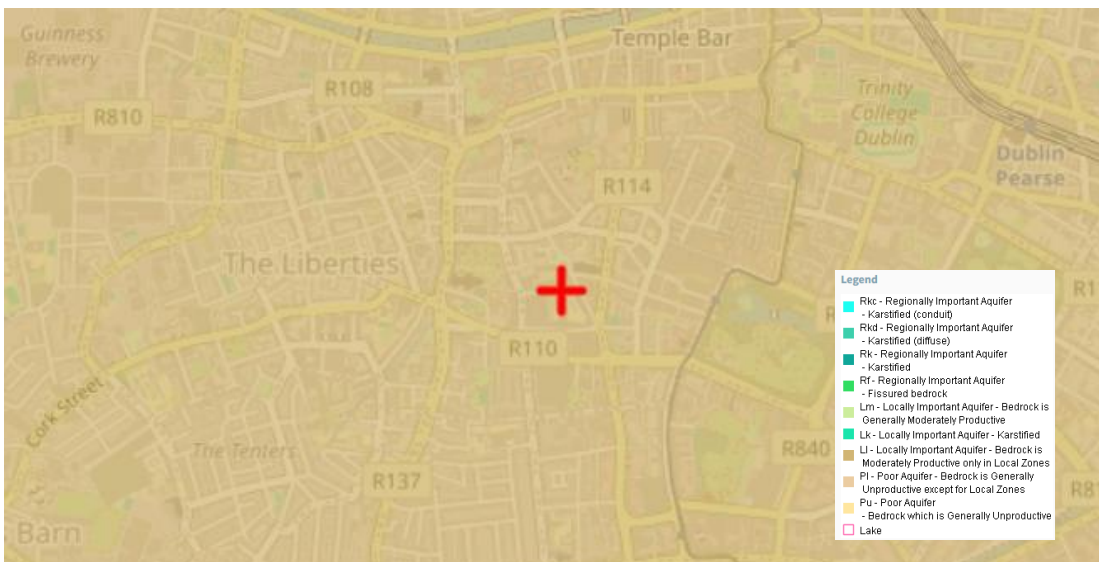 Guinness
Brewery
Temple Bar
R108
R810
Trinity
College
Dublin
Dublin
Pearse
R114
The Liberties
R110
Cork Street
The Tenters
R137
R840
Barn
Legend
Rkc - Regionally Important Aquifer
- Karstified (conduit)
Rkd - Regionally Important Aquifer
- Karstified (diffuse)
Rk - Regionally Important Aquifer
- Karstified
Rf - Regionally Important Aquifer
- Fissured bedrock
Lm - Locally Important Aquifer - Bedrock is
Generally Moderately Productive
Lk - Locally Important Aquifer - Karstified
Ll - Locally Important Aquifer - Bedrock is
Moderately Productive only in Local Zones
Pl - Poor Aquifer - Bedrock is Generally
Unproductive except for Local Zones
Pu - Poor Aquifer
- Bedrock which is Generally Unproductive
Lake